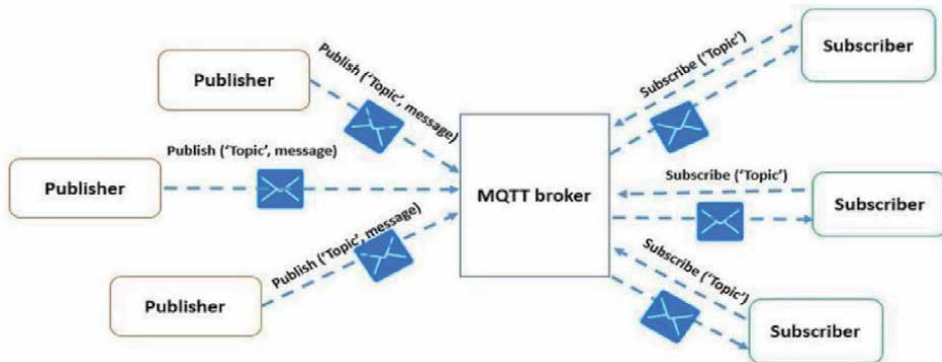 Publisher
Publish (‘Topic’, message)
Publish (‘Topic’, message)
Publisher
Publish (‘Topic’, message)
Publisher
MQTT broker
Subscribe (‘Topic’)
Subscriber
Subscribe (‘Topic’)
Subscriber
Subscribe (‘Topic’)
Subscriber